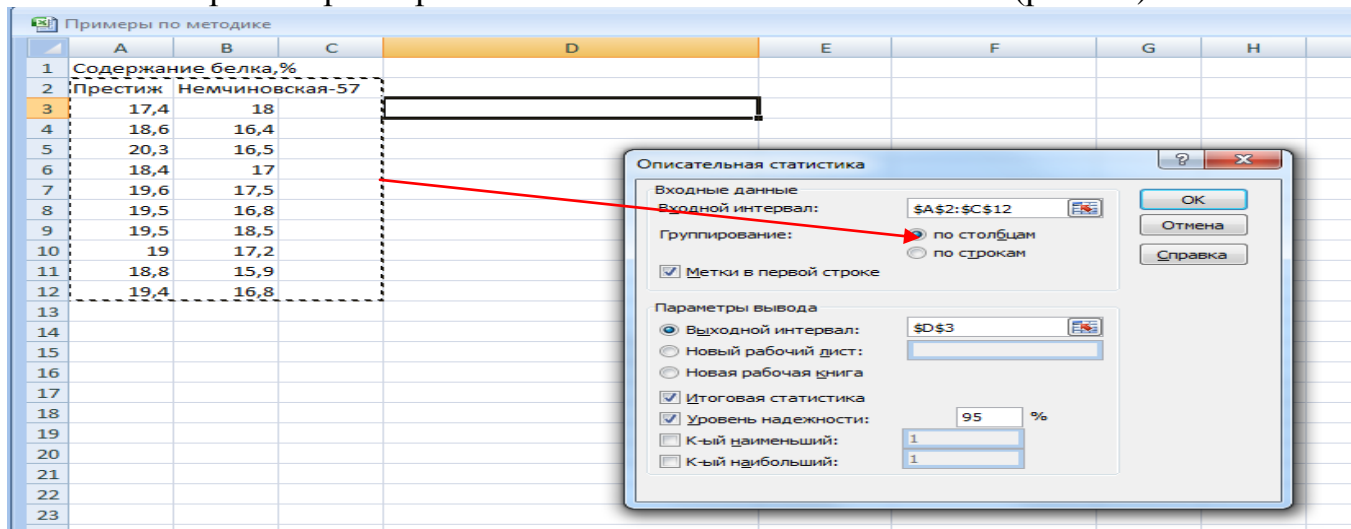 Примеры по методике
A B C D E F G H
1 Содержание белка,%
2 Престиж Немчиновская-57
3 17,4 18
4 18,6 16,4
5 20,3 16,5
6 18,4 17
7 19,6 17,5
8 19,5 16,8
9 19,5 18,5
10 19 17,2
11 18,8 15,9
12 19,4 16,8
13
14
15
16
17
18
19
20
21
22
23
Описательная статистика
Входные данные
Входной интервал: $A$2:$C$12
Группирование: по столбцам
по строкам
Метки в первой строке
Параметры вывода
Выходной интервал: $D$3
Новый рабочий лист:
Новая рабочая книга
Итоговая статистика
Уровень надежности: 95 %
К-ый наименьший: 1
К-ый наибольший: 1
ОК
Отмена
Справка